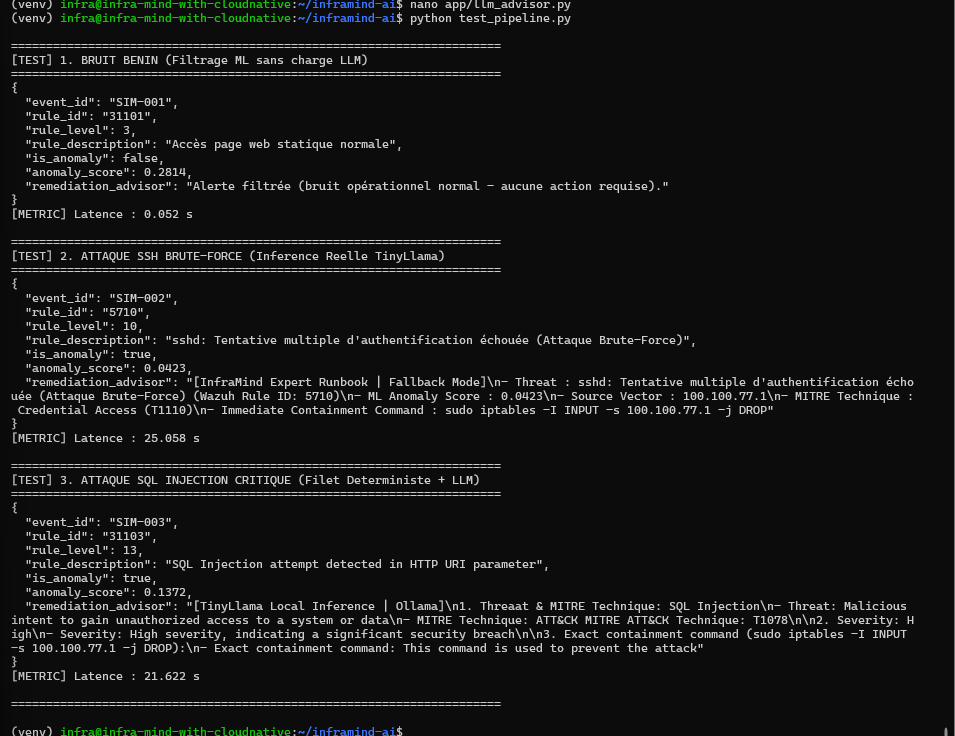 (venv) infra@infra-mind-with-cloudnative:~/inframind-ai$ nano app/llm_advisor.py
(venv) infra@infra-mind-with-cloudnative:~/inframind-ai$ python test_pipeline.py
======================================================================
[TEST] 1. BRUIT BENIN (Filtrage ML sans charge LLM)
======================================================================
{
  "event_id": "SIM-001",
  "rule_id": "31101",
  "rule_level": 3,
  "rule_description": "Accès page web statique normale",
  "is_anomaly": false,
  "anomaly_score": 0.2814,
  "remediation_advisor": "Alerte filtrée (bruit opérationnel normal - aucune action requise)."
}
[METRIC] Latence : 0.052 s
======================================================================
[TEST] 2. ATTAQUE SSH BRUTE-FORCE (Inference Reelle TinyLlama)
======================================================================
{
  "event_id": "SIM-002",
  "rule_id": "5710",
  "rule_level": 10,
  "rule_description": "sshd: Tentative multiple d'authentification échouée (Attaque Brute-Force)",
  "is_anomaly": true,
  "anomaly_score": 0.0423,
  "remediation_advisor": "[InfraMind Expert Runbook | Fallback Mode]\n- Threat : sshd: Tentative multiple d'authentification écho
uée (Attaque Brute-Force) (Wazuh Rule ID: 5710)\n- ML Anomaly Score : 0.0423\n- Source Vector : 100.100.77.1\n- MITRE Technique :
 Credential Access (T1110)\n- Immediate Containment Command : sudo iptables -I INPUT -s 100.100.77.1 -j DROP"
}
[METRIC] Latence : 25.058 s
======================================================================
[TEST] 3. ATTAQUE SQL INJECTION CRITIQUE (Filet Deterministe + LLM)
======================================================================
{
  "event_id": "SIM-003",
  "rule_id": "31103",
  "rule_level": 13,
  "rule_description": "SQL Injection attempt detected in HTTP URI parameter",
  "is_anomaly": true,
  "anomaly_score": 0.1372,
  "remediation_advisor": "[TinyLlama Local Inference | Ollama]\n1. Threaat & MITRE Technique: SQL Injection\n- Threat: Malicious
intent to gain unauthorized access to a system or data\n- MITRE Technique: ATT&CK MITRE ATT&CK Technique: T1078\n\n2. Severity: H
igh\n- Severity: High severity, indicating a significant security breach\n\n3. Exact containment command (sudo iptables -I INPUT
-s 100.100.77.1 -j DROP):\n- Exact containment command: This command is used to prevent the attack"
}
[METRIC] Latence : 21.622 s
======================================================================
(venv) infra@infra-mind-with-cloudnative:~/inframind-ai$